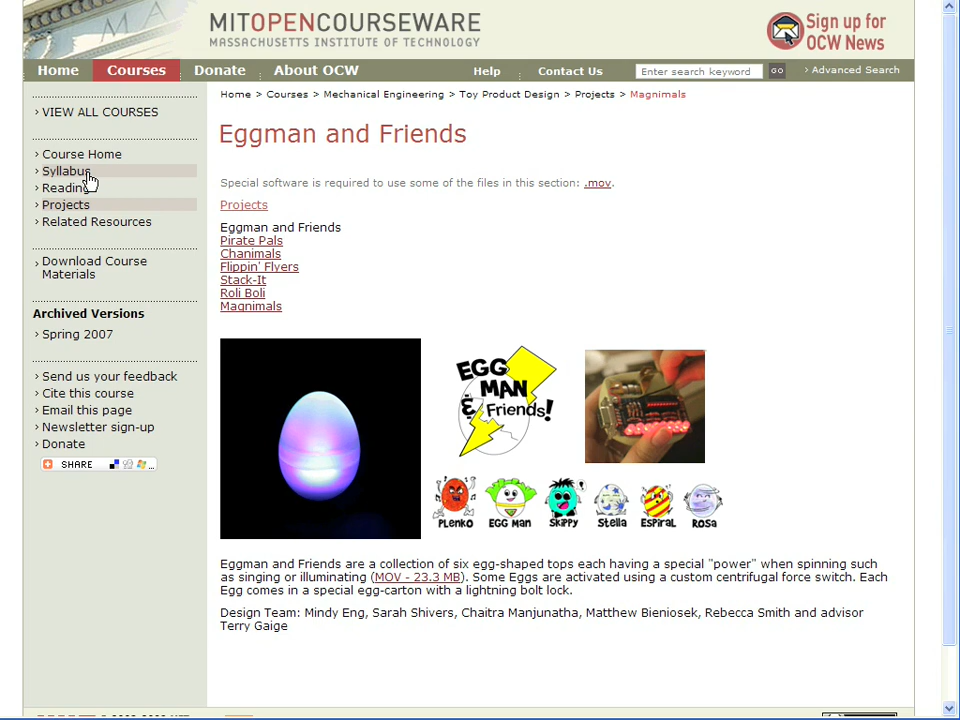 MITOPENCOURSEWARE
MASSACHUSETTS INSTITUTE OF TECHNOLOGY
Sign up for
OCW News
Home Courses Donate About OCW Help Contact Us Enter search keyword GO › Advanced Search
Home > Courses > Mechanical Engineering > Toy Product Design > Projects > Magnimals
› VIEW ALL COURSES
› Course Home
› Syllabus
› Reading
› Projects
› Related Resources
› Download Course
Materials
Archived Versions
› Spring 2007
› Send us your feedback
› Cite this course
› Email this page
› Newsletter sign-up
› Donate
SHARE
Eggman and Friends
Special software is required to use some of the files in this section: .mov.
Projects
Eggman and Friends
Pirate Pals
Chanimals
Flippin' Flyers
Stack-It
Roli Boli
Magnimals
EGG
MAN
& Friends!
PLENKO EGG MAN SKIPPY Stella ESPIRAL ROSA
Eggman and Friends are a collection of six egg-shaped tops each having a special "power" when spinning such
as singing or illuminating (MOV - 23.3 MB). Some Eggs are activated using a custom centrifugal force switch. Each
Egg comes in a special egg-carton with a lightning bolt lock.
Design Team: Mindy Eng, Sarah Shivers, Chaitra Manjunatha, Matthew Bieniosek, Rebecca Smith and advisor
Terry Gaige